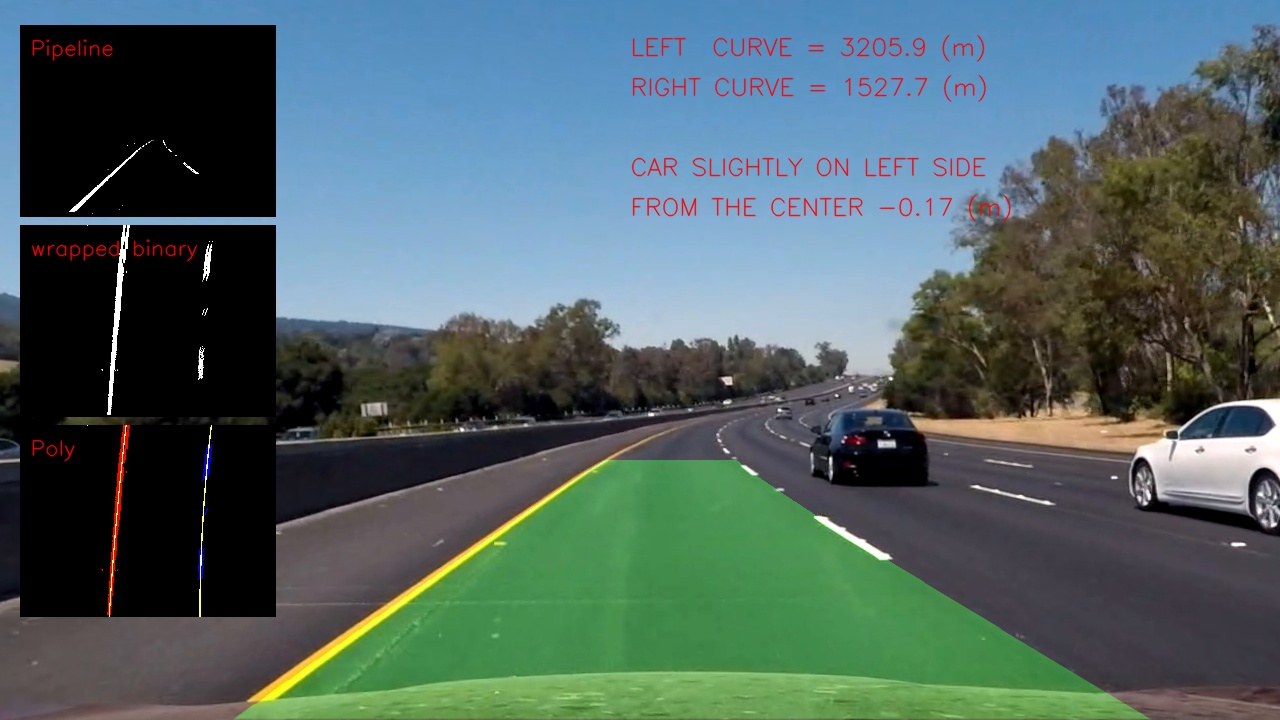 Pipeline
wrapped binary
Poly
LEFT CURVE = 3205.9 (m)
RIGHT CURVE = 1527.7 (m)
CAR SLIGHTLY ON LEFT SIDE
FROM THE CENTER -0.17 (m)